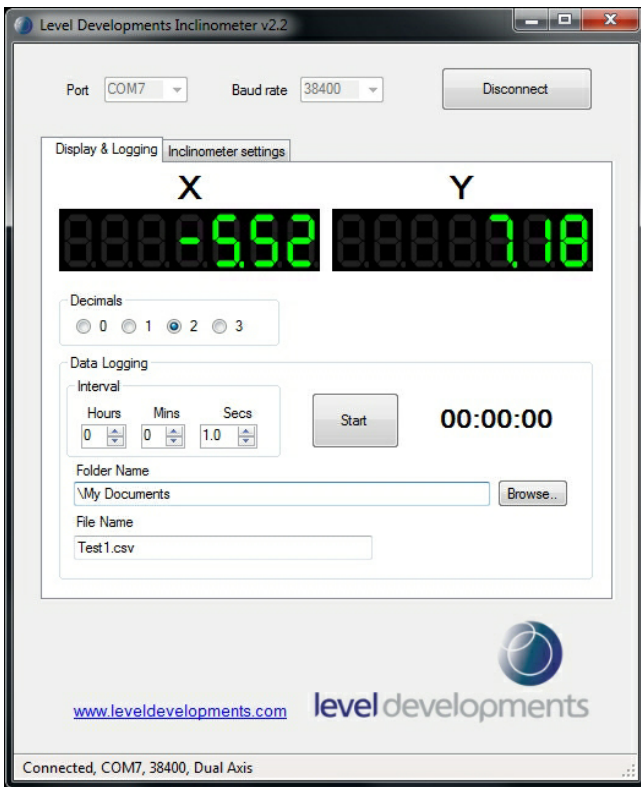 Level Developments Inclinometer v2.2
Port COM7 Baud rate 38400 Disconnect
Display & Logging Inclinometer settings
X Y
-5.52 7.18
Decimals
0 1 2 3
Data Logging
Interval
Hours Mins Secs
0 0 1.0 Start 00:00:00
Folder Name
\My Documents Browse..
File Name
Test1.csv
www.leveldevelopments.com level developments
Connected, COM7, 38400, Dual Axis